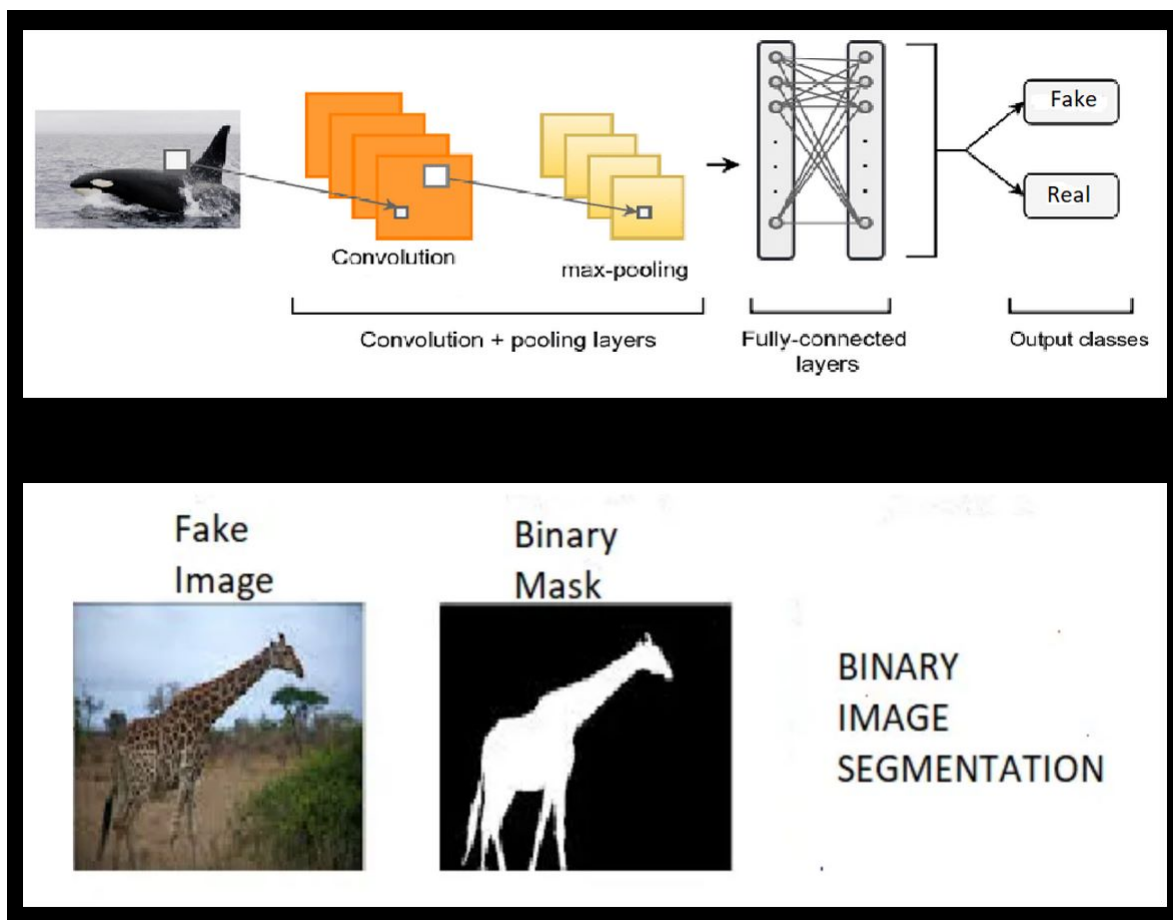 Fake
Real
Convolution
max-pooling
Convolution + pooling layers
Fully-connected
layers
Output classes
Fake
Image
Binary
Mask
BINARY
IMAGE
SEGMENTATION